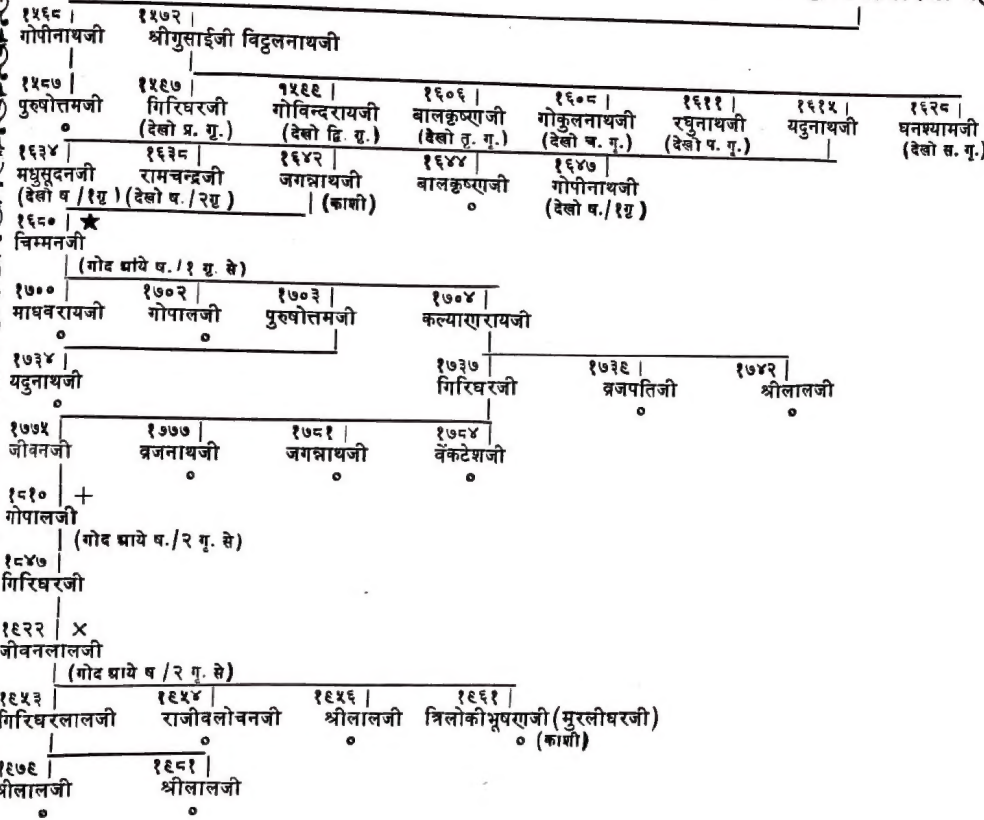 १५६८ १५७२
गोपीनाथजी श्रीगुसाईजी विट्ठलनाथजी
१५८७ १५९७ १५९९ १६०६ १६०८ १६११ १६१५ १६२८
पुरुषोत्तमजी गिरिधरजी गोविन्दरायजी बालकृष्णजी गोकुलनाथजी रघुनाथजी यदुनाथजी घनश्यामजी
(देखो प्र. गृ.) (देखो द्वि. गृ.) (देखो तृ. गृ.) (देखो च. गृ.) (देखो प. गृ.) (देखो स. गृ.)
१६३४ १६३८ १६४२ १६४४ १६४७
मधुसूदनजी रामचन्द्रजी जगन्नाथजी बालकृष्णजी गोपीनाथजी
(देखो ष /१गृ ) (देखो ष./२गृ ) (काशी) (देखो ष./१गृ )
१६८० ★
चिम्मनजी
(गोद आये ष./१ गृ. से)
१७०० १७०२ १७०३ १७०४
माधवरायजी गोपालजी पुरुषोत्तमजी कल्याणरायजी
१७३४ १७३७ १७३९ १७४२
यदुनाथजी गिरिधरजी व्रजपतिजी श्रीलालजी
१७७५ १७७७ १७८१ १७८४
जीवनजी व्रजनाथजी जगन्नाथजी वेंकटेशजी
१८१० +
गोपालजी
(गोद आये ष./२ गृ. से)
१८४७
गिरिधरजी
१९२२ ×
जीवनलालजी
(गोद आये ष /२ गृ. से)
१९५३ १९५४ १९५६ १९६१
गिरिधरलालजी राजीवलोचनजी श्रीलालजी त्रिलोकीभूषणजी (मुरलीधरजी)
(काशी)
१९७९ १९८१
श्रीलालजी श्रीलालजी